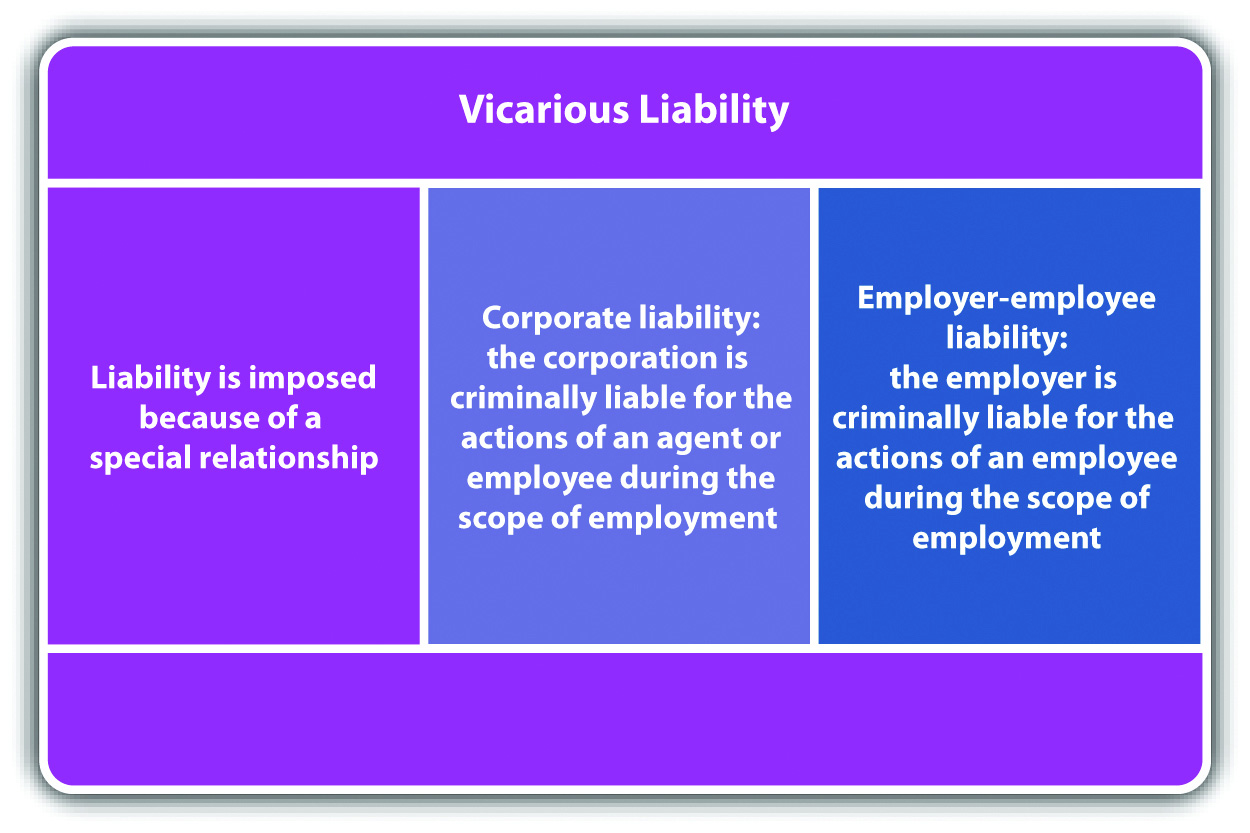 Vicarious Liability
Liability is imposed
because of a
special relationship
Corporate liability:
the corporation is
criminally liable for the
actions of an agent or
employee during the
scope of employment
Employer-employee
liability:
the employer is
criminally liable for the
actions of an employee
during the scope of
employment